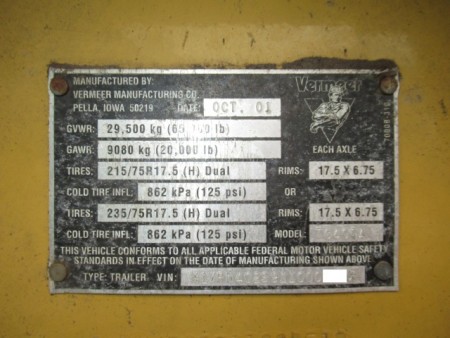 MANUFACTURED BY:
VERMEER MANUFACTURING CO.
PELLA, IOWA 50219 DATE: OCT. 01
Vermeer
GVWR: 29,500 kg lb)
GAWR: 9080 kg (20,000 lb) EACH AXLE
TIRES: 215/75R17.5 (H) Dual RIMS: 17.5 X 6.75
COLD TIRE INFL: 862 kPa (125 psi) OR
TIRES: 235/75R17.5 (H) Dual RIMS: 17.5 X 6.75
COLD TIRE INFL: 862 kPa (125 psi) MODEL:
THIS VEHICLE CONFORMS TO ALL APPLICABLE FEDERAL MOTOR VEHICLE SAFETY
STANDARDS IN EFFECT ON THE DATE OF MANUFACTURING SHOWN ABOVE
TYPE: TRAILER VIN: